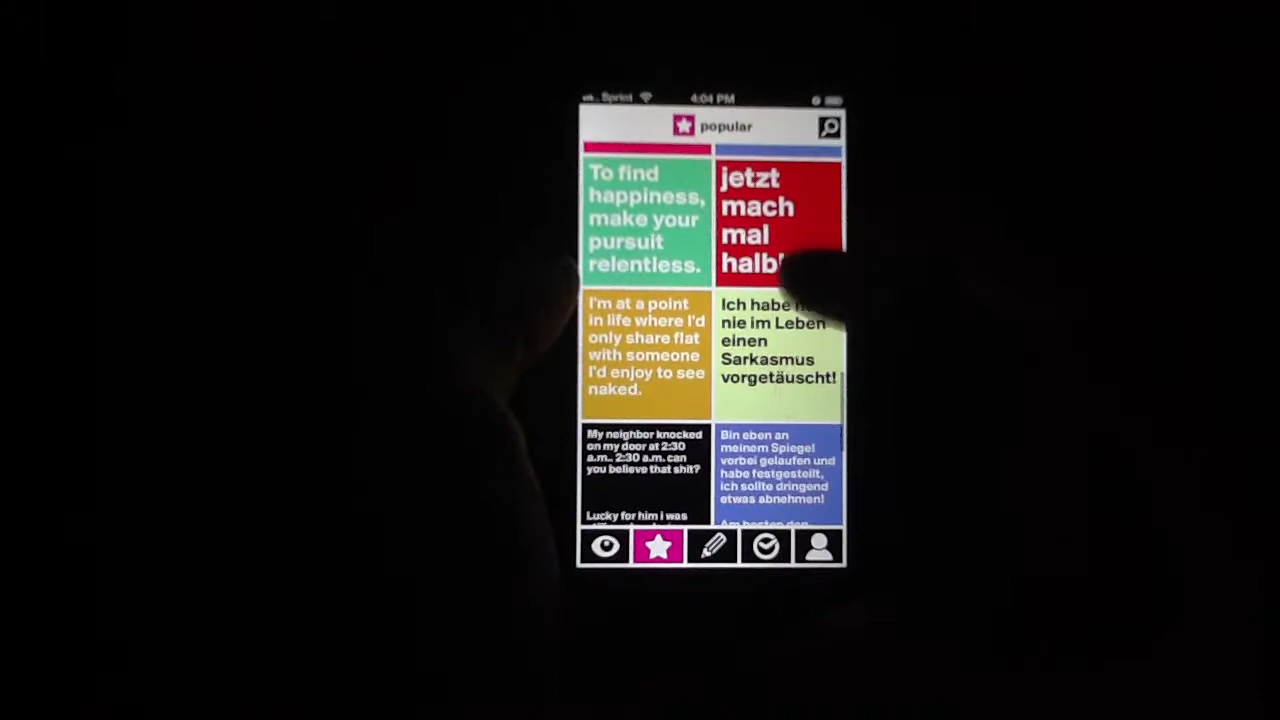 Sprint 4:04 PM
popular
To find
happiness,
make your
pursuit
relentless.
jetzt
mach
mal
I'm at a point
in life where I'd
only share flat
with someone
I'd enjoy to see
naked.
Ich habe
nie im Leben
einen
Sarkasmus
vorgetäuscht!
My neighbor knocked
on my door at 2:30
a.m.. 2:30 a.m. can
you believe that shit?
Lucky for him i was
Bin eben an
meinem Spiegel
vorbei gelaufen und
habe festgestellt,
ich sollte dringend
etwas abnehmen!
Am besten den